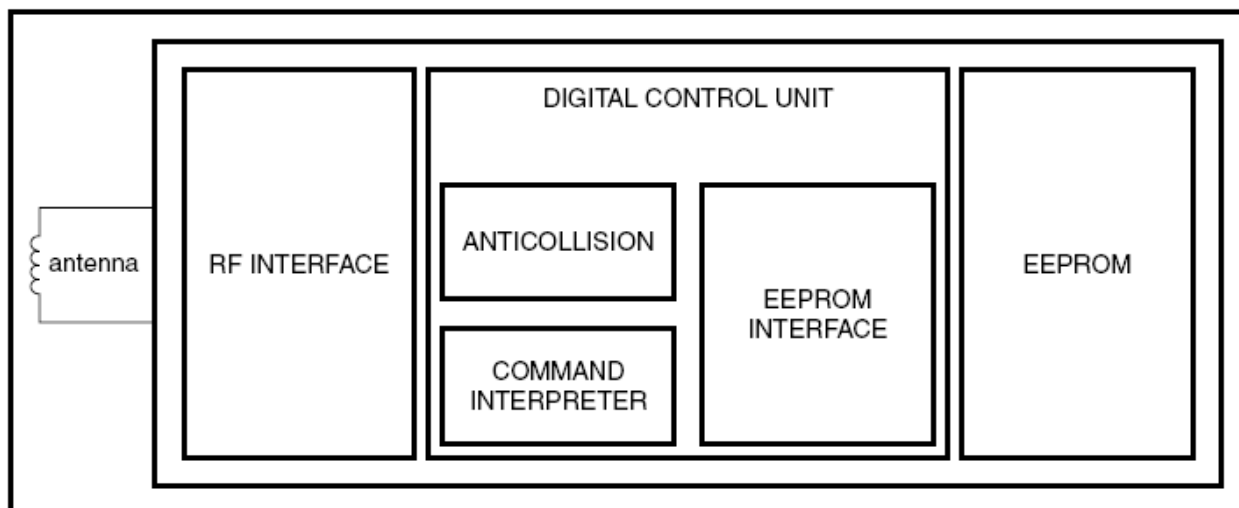 DIGITAL CONTROL UNIT
antenna
RF INTERFACE
ANTICOLLISION
COMMAND
INTERPRETER
EEPROM
INTERFACE
EEPROM